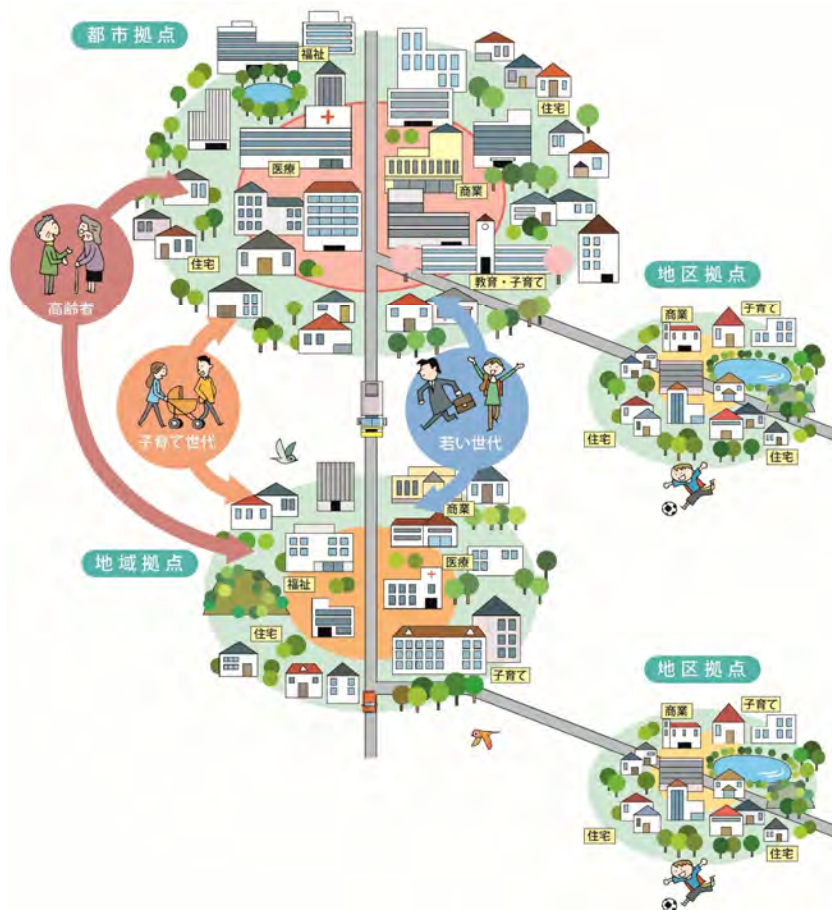 都市拠点
福祉
住宅
医療
商業
住宅
教育・子育て
高齢者
地区拠点
商業
子育て
住宅
住宅
子育て世代
若い世代
地域拠点
商業
医療
福祉
住宅
子育て
地区拠点
商業
子育て
住宅
住宅